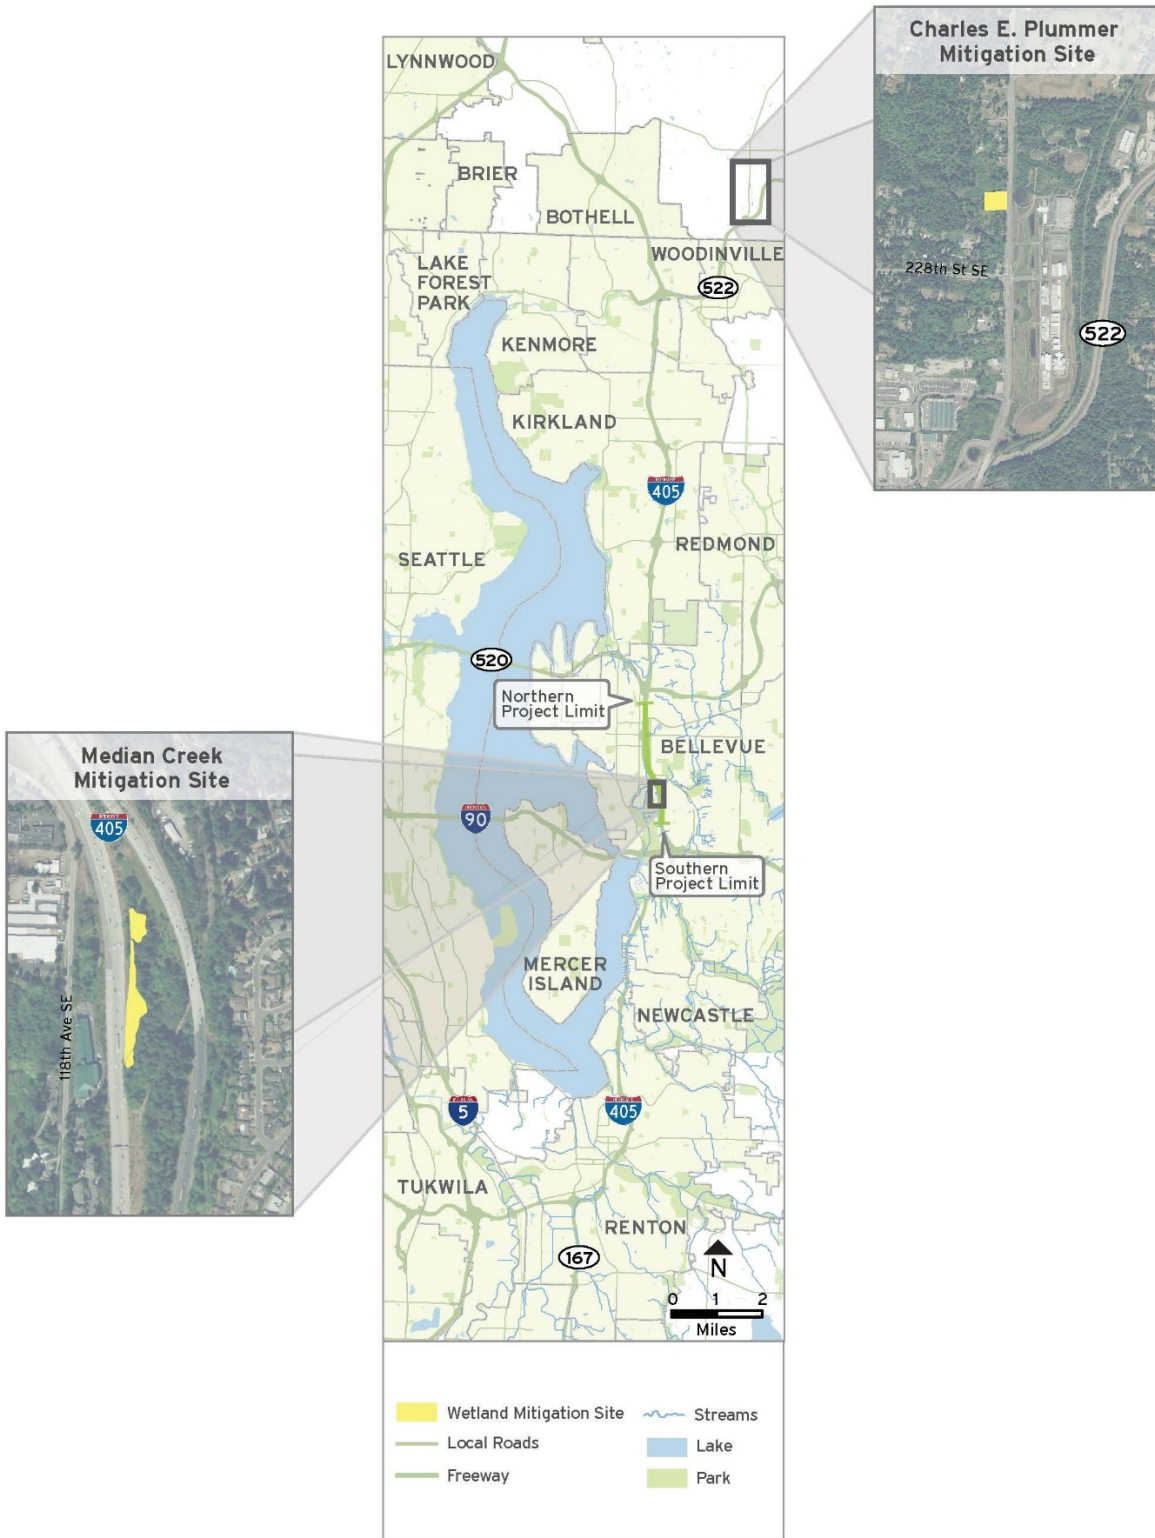 Charles E. Plummer
Mitigation Site
228th St SE
522
LYNNWOOD
BRIER
BOTHELL
WOODINVILLE
LAKE
FOREST
PARK
522
KENMORE
KIRKLAND
405
REDMOND
SEATTLE
520
Northern
Project Limit
BELLEVUE
90
Southern
Project Limit
MERCER
ISLAND
NEWCASTLE
5
405
TUKWILA
RENTON
167
N
0 1 2
Miles
Median Creek
Mitigation Site
405
118th Ave SE
Wetland Mitigation Site
Local Roads
Freeway
Streams
Lake
Park